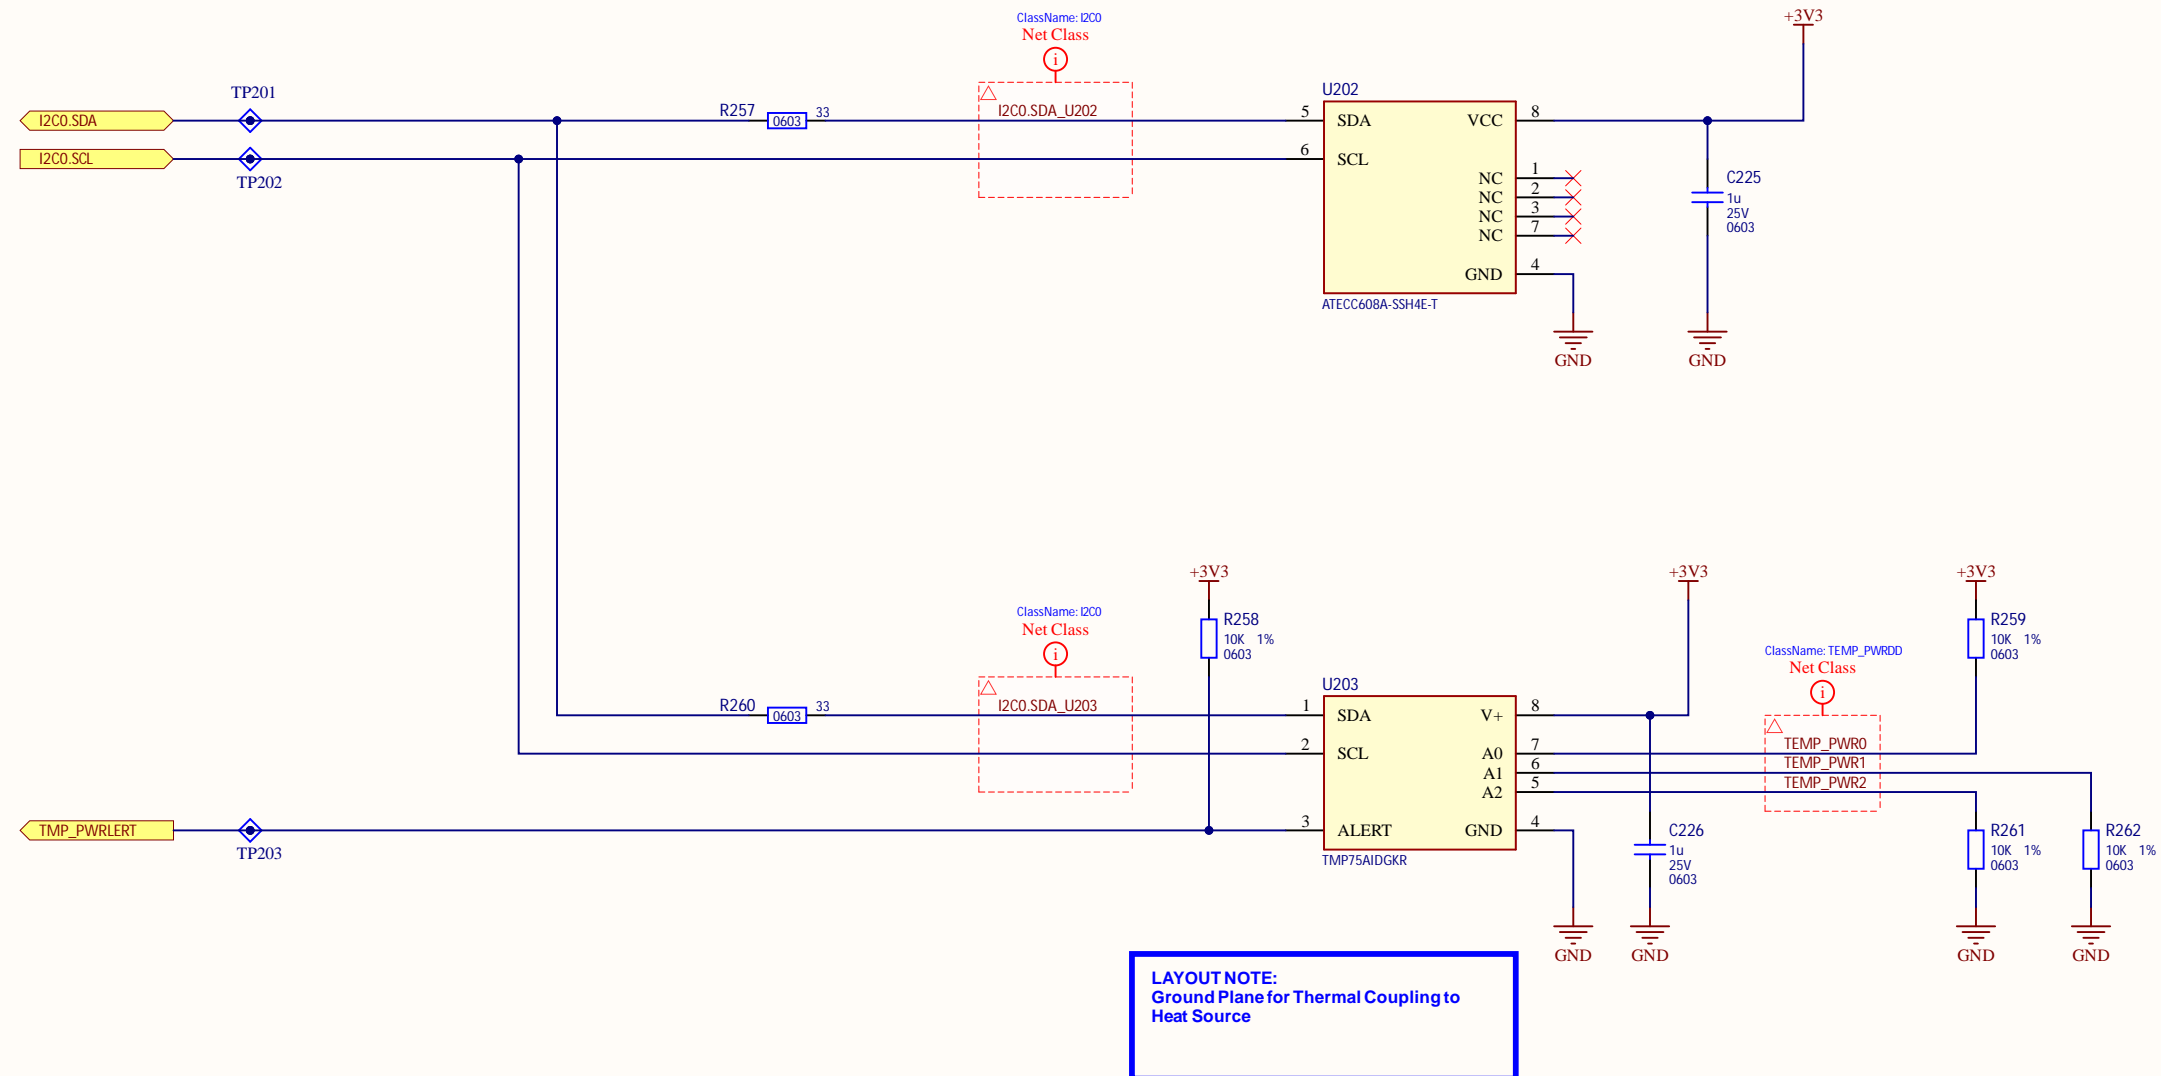 ClassName: I2C0
Net Class
i
+3V3
TP201
I2C0.SDA
R257
0603
33
I2C0.SDA_U202
U202
5
SDA
VCC
8
I2C0.SCL
TP202
6
SCL
NC
1
NC
2
NC
3
NC
7
GND
4
ATECC608A-SSH4E-T
C225
1u
25V
0603
GND
GND
+3V3
+3V3
+3V3
ClassName: I2C0
Net Class
i
R258
10K 1%
0603
R259
10K 1%
0603
ClassName: TEMP_PWRDD
Net Class
i
R260
0603
33
I2C0.SDA_U203
U203
1
SDA
V+
8
2
SCL
A0
7
A1
6
A2
5
TEMP_PWR0
TEMP_PWR1
TEMP_PWR2
TMP_PWRLERT
TP203
3
ALERT
GND
4
TMP75AIDGKR
C226
1u
25V
0603
R261
10K 1%
0603
R262
10K 1%
0603
GND
GND
GND
GND
LAYOUT NOTE:
Ground Plane for Thermal Coupling to
Heat Source